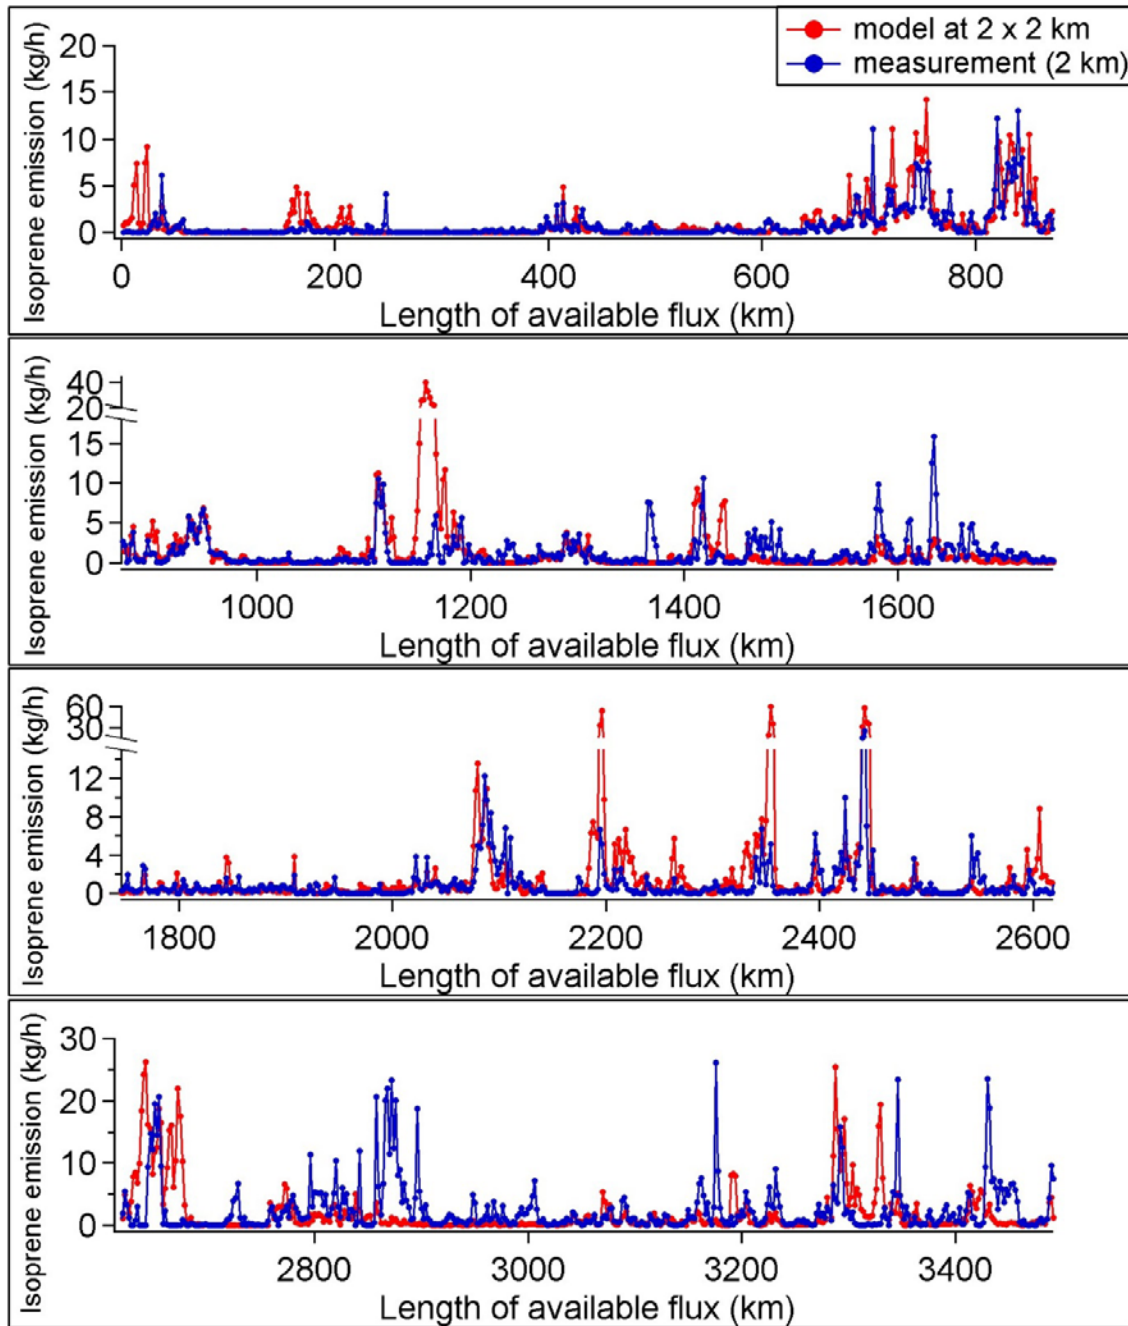 model at 2 x 2 km
measurement (2 km)
Isoprene emission (kg/h)
20
15
10
5
0
0 200 400 600 800
Length of available flux (km)
Isoprene emission (kg/h)
40
20
15
10
5
0
1000 1200 1400 1600
Length of available flux (km)
Isoprene emission (kg/h)
60
30
12
8
4
0
1800 2000 2200 2400 2600
Length of available flux (km)
Isoprene emission (kg/h)
30
20
10
0
2800 3000 3200 3400
Length of available flux (km)